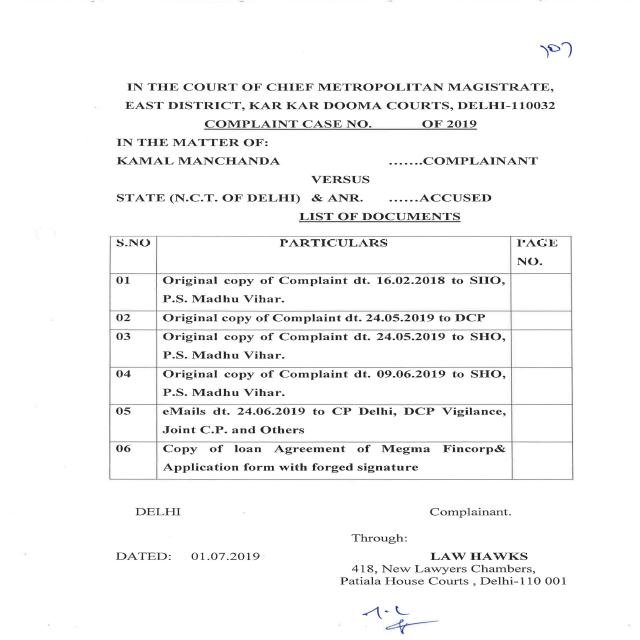 107
IN THE COURT OF CHIEF METROPOLITAN MAGISTRATE,
EAST DISTRICT, KAR KAR DOOMA COURTS, DELHI-110032
COMPLAINT CASE NO. OF 2019
IN THE MATTER OF:
KAMAL MANCHANDA .......COMPLAINANT
VERSUS
STATE (N.C.T. OF DELHI) & ANR. ......ACCUSED
LIST OF DOCUMENTS
S.NO PARTICULARS PAGE
NO.
01 Original copy of Complaint dt. 16.02.2018 to SHO,
P.S. Madhu Vihar.
02 Original copy of Complaint dt. 24.05.2019 to DCP
03 Original copy of Complaint dt. 24.05.2019 to SHO,
P.S. Madhu Vihar.
04 Original copy of Complaint dt. 09.06.2019 to SHO,
P.S. Madhu Vihar.
05 eMails dt. 24.06.2019 to CP Delhi, DCP Vigilance,
Joint C.P. and Others
06 Copy of loan Agreement of Megma Fincorp&
Application form with forged signature
DELHI Complainant.
Through:
DATED: 01.07.2019 LAW HAWKS
418, New Lawyers Chambers,
Patiala House Courts , Delhi-110 001